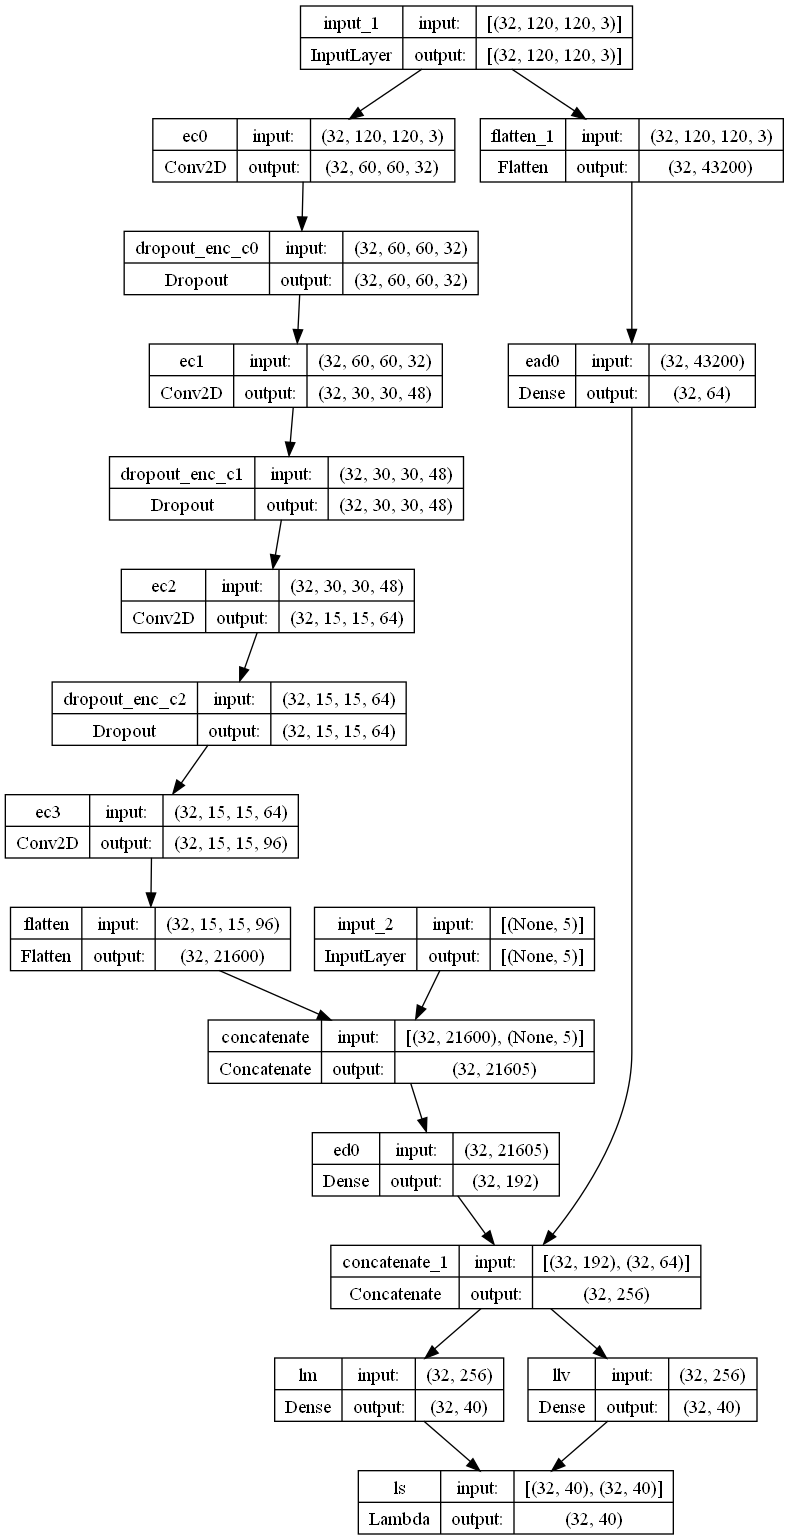 input_1 input: [(32, 120, 120, 3)]
InputLayer output: [(32, 120, 120, 3)]
ec0 input: (32, 120, 120, 3)
Conv2D output: (32, 60, 60, 32)
flatten_1 input: (32, 120, 120, 3)
Flatten output: (32, 43200)
dropout_enc_c0 input: (32, 60, 60, 32)
Dropout output: (32, 60, 60, 32)
ec1 input: (32, 60, 60, 32)
Conv2D output: (32, 30, 30, 48)
ead0 input: (32, 43200)
Dense output: (32, 64)
dropout_enc_c1 input: (32, 30, 30, 48)
Dropout output: (32, 30, 30, 48)
ec2 input: (32, 30, 30, 48)
Conv2D output: (32, 15, 15, 64)
dropout_enc_c2 input: (32, 15, 15, 64)
Dropout output: (32, 15, 15, 64)
ec3 input: (32, 15, 15, 64)
Conv2D output: (32, 15, 15, 96)
flatten input: (32, 15, 15, 96)
Flatten output: (32, 21600)
input_2 input: [(None, 5)]
InputLayer output: [(None, 5)]
concatenate input: [(32, 21600), (None, 5)]
Concatenate output: (32, 21605)
ed0 input: (32, 21605)
Dense output: (32, 192)
concatenate_1 input: [(32, 192), (32, 64)]
Concatenate output: (32, 256)
lm input: (32, 256)
Dense output: (32, 40)
llv input: (32, 256)
Dense output: (32, 40)
ls input: [(32, 40), (32, 40)]
Lambda output: (32, 40)